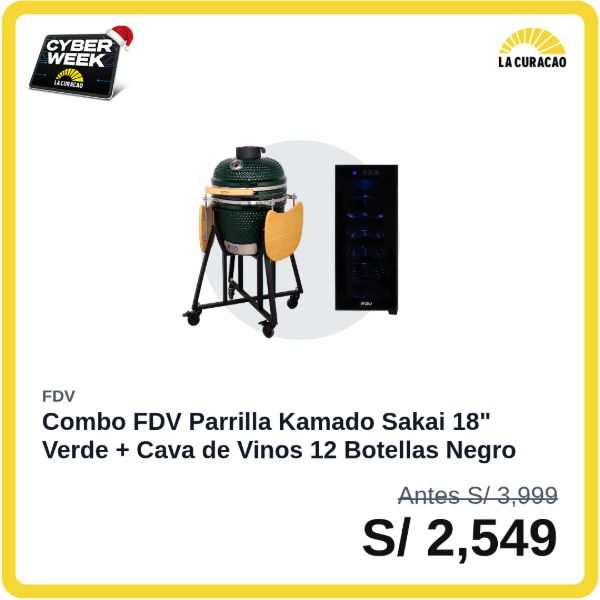 CYBER
WEEK
LA CURACAO
LA CURACAO
FDV
FDV
Combo FDV Parrilla Kamado Sakai 18"
Verde + Cava de Vinos 12 Botellas Negro
Antes S/ 3,999
S/ 2,549